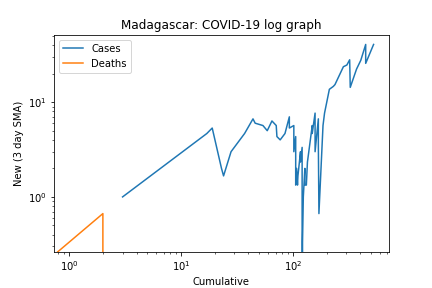 Madagascar: COVID-19 log graph
Cases
Deaths
New (3 day SMA)
10¹
10⁰
10⁰ 10¹ 10²
Cumulative